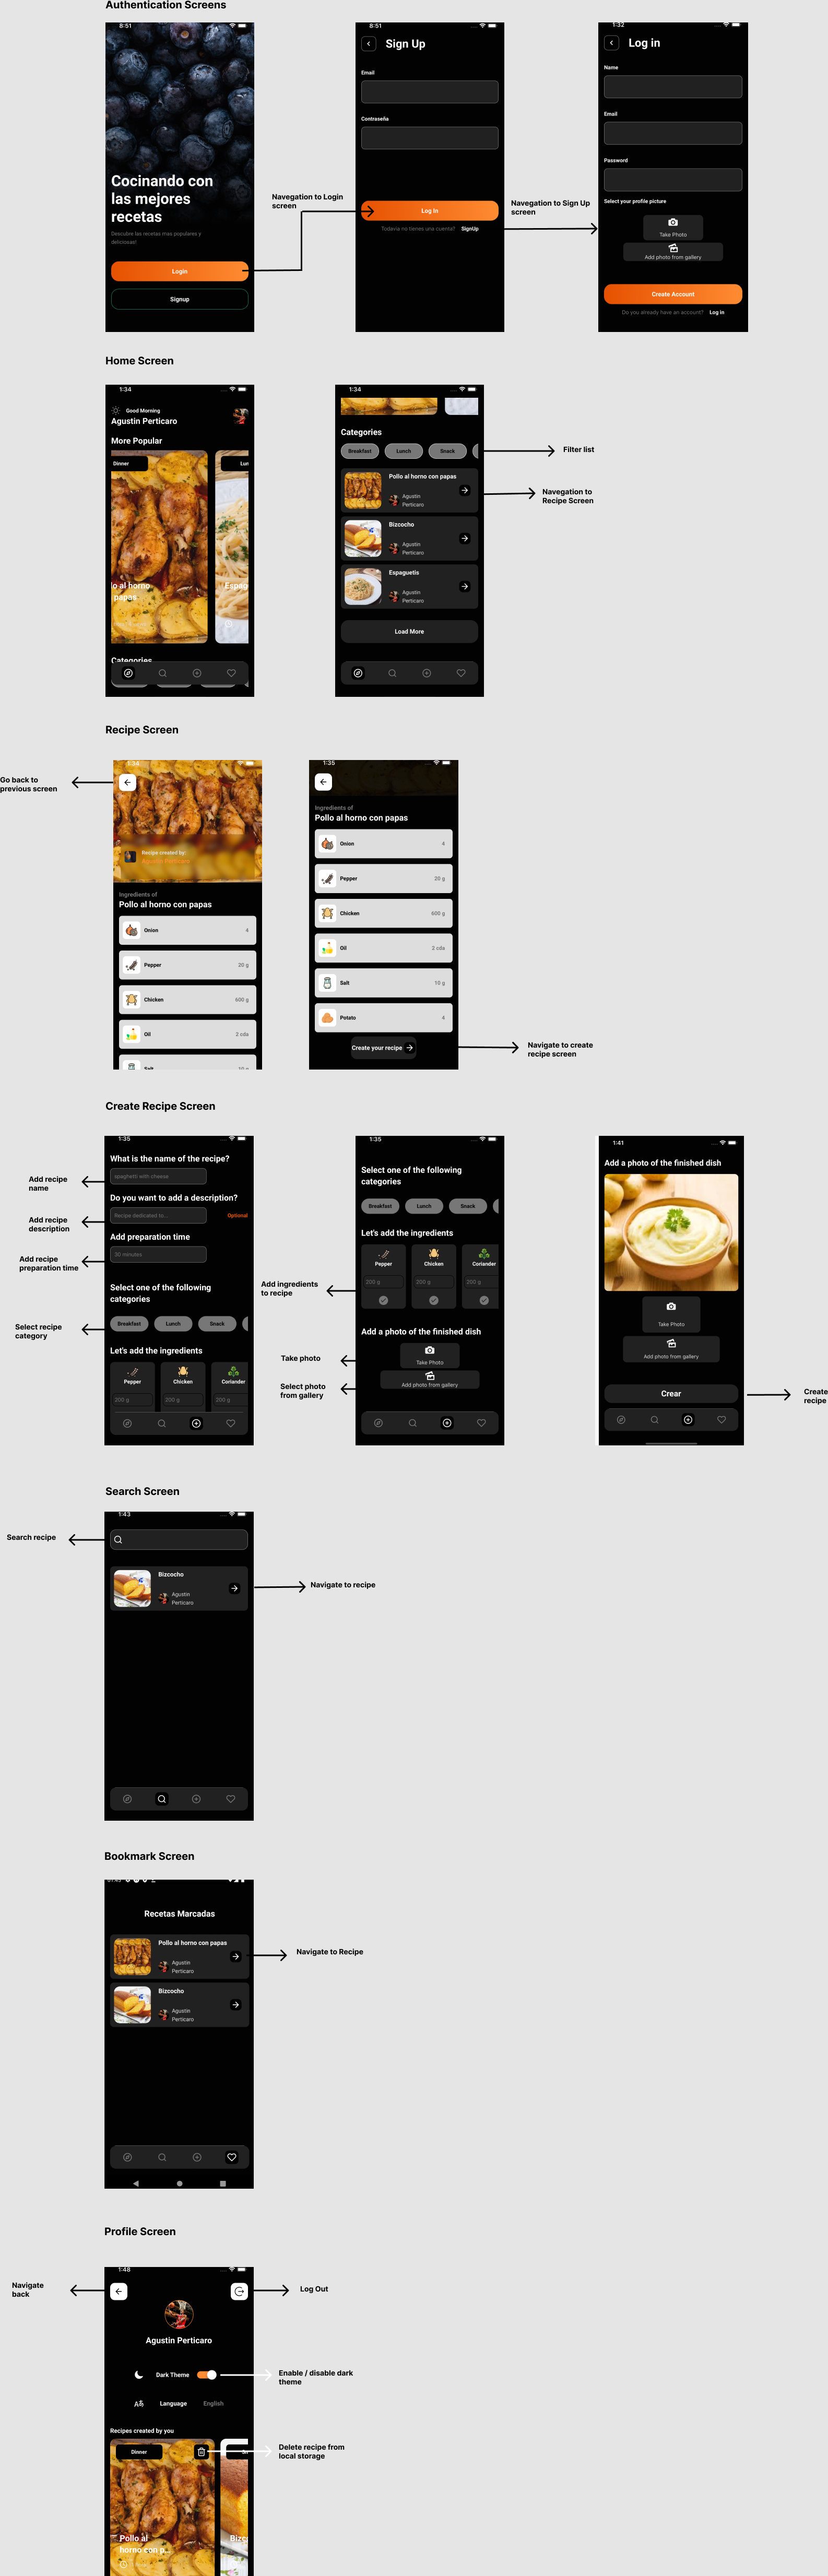 Authentication Screens
8:51
Cocinando con
las mejores
recetas
Descubre las recetas mas populares y
deliciosas!
Login
Signup
Navegation to Login
screen
8:51
Sign Up
Email
Contraseña
Log In
Todavia no tienes una cuenta? SignUp
Navegation to Sign Up
screen
1:32
Log in
Name
Email
Password
Select your profile picture
Take Photo
Add photo from gallery
Create Account
Do you already have an account? Log in
Home Screen
1:34
Good Morning
Agustin Perticaro
More Popular
Dinner
lo al horno
papas
Categories
1:34
Categories
Breakfast
Lunch
Snack
Pollo al horno con papas
Agustin
Perticaro
Bizcocho
Agustin
Perticaro
Espaguetis
Agustin
Perticaro
Load More
Filter list
Navegation to
Recipe Screen
Recipe Screen
Go back to
previous screen
1:34
Recipe created by:
Agustin Perticaro
Ingredients of
Pollo al horno con papas
Onion 4
Pepper 20 g
Chicken 600 g
Oil 2 cda
Salt 10 g
1:35
Ingredients of
Pollo al horno con papas
Onion 4
Pepper 20 g
Chicken 600 g
Oil 2 cda
Salt 10 g
Potato 4
Create your recipe
Navigate to create
recipe screen
Create Recipe Screen
Add recipe
name
Add recipe
description
Add recipe
preparation time
Select recipe
category
1:35
What is the name of the recipe?
spaghetti with cheese
Do you want to add a description?
Recipe dedicated to...
Optional
Add preparation time
30 minutes
Select one of the following
categories
Breakfast
Lunch
Snack
Let's add the ingredients
Pepper
Chicken
Coriander
200 g
200 g
200 g
Add ingredients
to recipe
Take photo
Select photo
from gallery
1:35
Select one of the following
categories
Breakfast
Lunch
Snack
Let's add the ingredients
Pepper
Chicken
Coriander
200 g
200 g
200 g
Add a photo of the finished dish
Take Photo
Add photo from gallery
1:41
Add a photo of the finished dish
Take Photo
Add photo from gallery
Crear
Create
recipe
Search Screen
Search recipe
1:43
Bizcocho
Agustin
Perticaro
Navigate to recipe
Bookmark Screen
Recetas Marcadas
Pollo al horno con papas
Agustin
Perticaro
Bizcocho
Agustin
Perticaro
Navigate to Recipe
Profile Screen
Navigate
back
1:48
Log Out
Agustin Perticaro
Dark Theme
Enable / disable dark
theme
Language English
Recipes created by you
Dinner
Delete recipe from
local storage
Pollo al
horno con p...